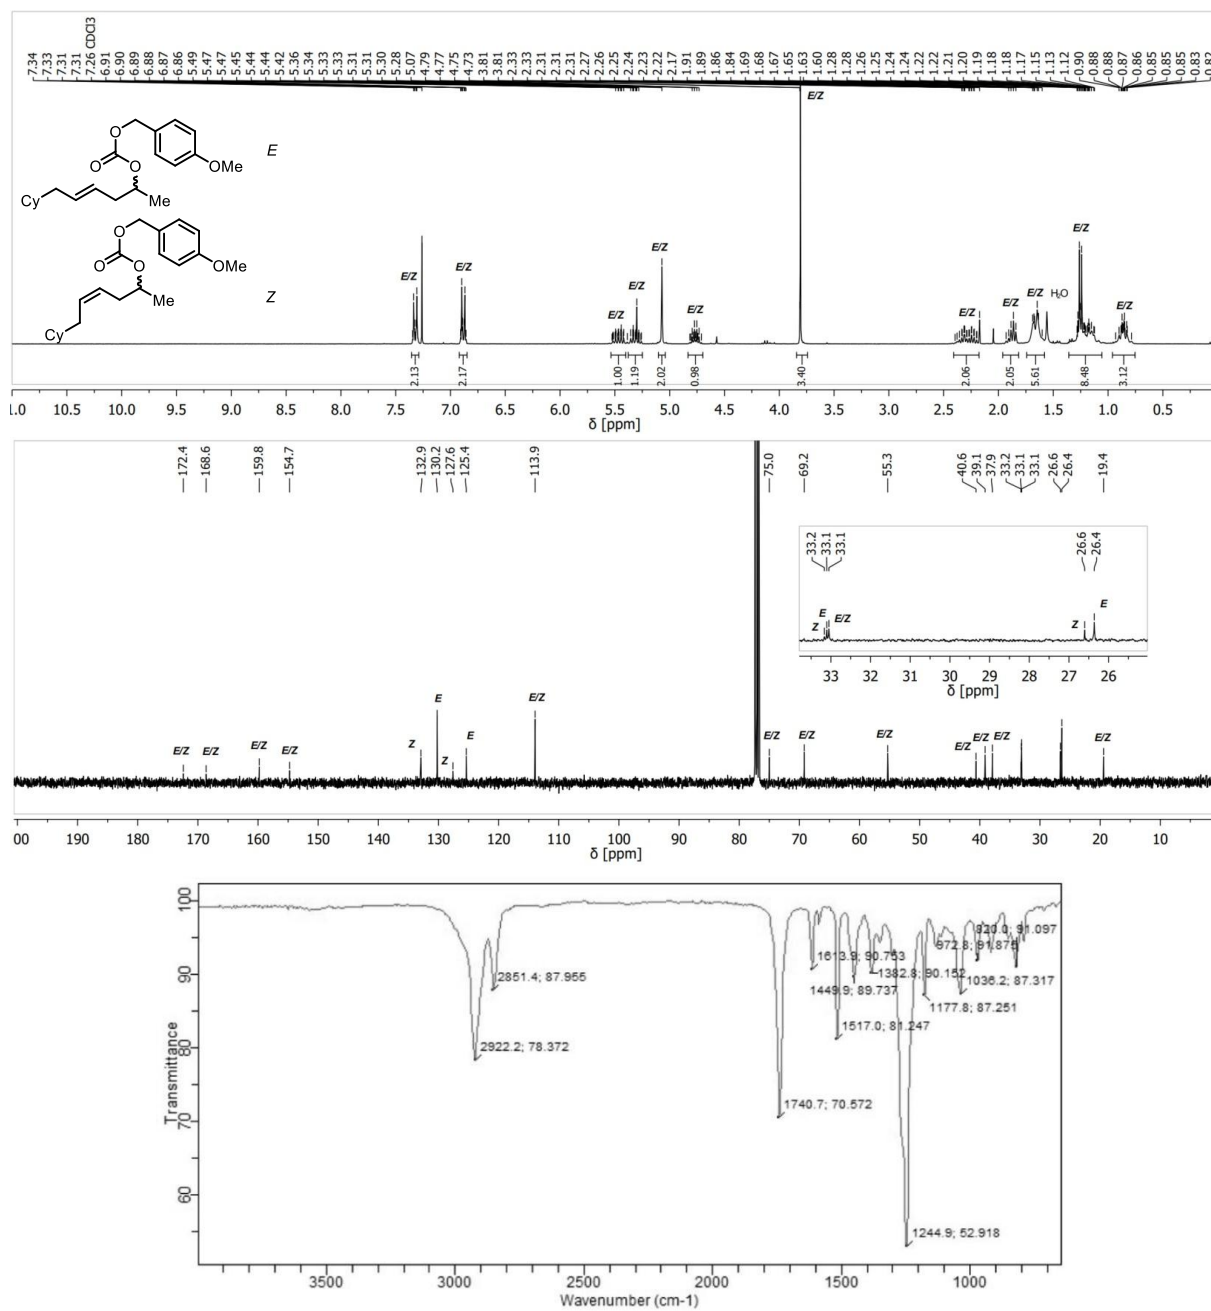 7.34 7.33 7.31 7.31 7.26 CDCl3 6.91 6.90 6.89 6.88 6.87 6.86 5.49 5.47 5.47 5.45 5.44 5.44 5.42 5.36 5.34 5.33 5.33 5.31 5.31 5.30 5.28 5.07 4.79 4.77 4.75 4.73 3.81 3.81 2.33 2.33 2.31 2.31 2.31 2.27 2.26 2.25 2.24 2.23 2.22 2.17 1.91 1.89 1.86 1.84 1.69 1.68 1.67 1.65 1.63 1.60 1.28 1.28 1.26 1.25 1.24 1.24 1.22 1.22 1.21 1.20 1.19 1.18 1.18 1.17 1.15 1.13 1.12 0.90 0.88 0.88 0.87 0.86 0.85 0.85 0.85 0.83 0.82
O OMe E
O O
Cy Me
O OMe
O O
Me Z
Cy
E/Z E/Z E/Z E/Z E/Z E/Z E/Z E/Z E/Z E/Z H₂O E/Z E/Z
2.13 2.17 1.00 1.19 2.02 0.98 3.40 2.06 2.05 5.61 8.48 3.12
1.0 10.5 10.0 9.5 9.0 8.5 8.0 7.5 7.0 6.5 6.0 5.5 5.0 4.5 4.0 3.5 3.0 2.5 2.0 1.5 1.0 0.5
δ [ppm]
172.4 168.6 159.8 154.7 132.9 130.2 127.6 125.4 113.9 75.0 69.2 55.3 40.6 39.1 37.9 33.2 33.1 33.1 26.6 26.4 19.4
33.2 33.1 33.1 26.6 26.4
Z E E/Z Z E
33 32 31 30 29 28 27 26
δ [ppm]
E/Z E/Z E/Z E/Z Z E Z E E/Z E/Z E/Z E/Z E/Z E/Z E/Z E/Z
00 190 180 170 160 150 140 130 120 110 100 90 80 70 60 50 40 30 20 10
δ [ppm]
Transmittance
100
90
80
70
60
2922.2; 78.372
2851.4; 87.955
1740.7; 70.572
1613.9; 90.753
1517.0; 81.247
1449.9; 89.737
1382.8; 90.152
1244.9; 52.918
1177.8; 87.251
1036.2; 87.317
972.8; 91.875
820.0; 91.097
3500 3000 2500 2000 1500 1000
Wavenumber (cm-1)